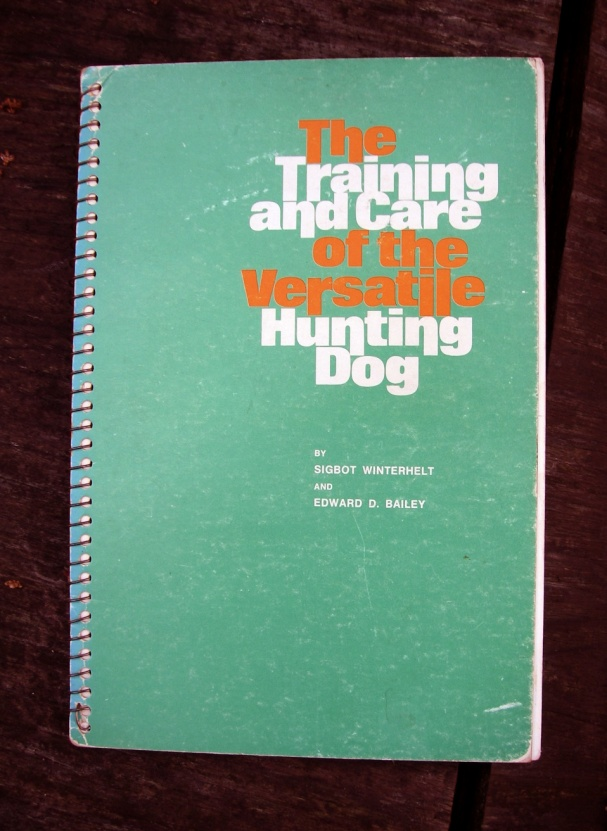 The
Training
and Care
of the
Versatile
Hunting
Dog
BY
SIGBOT WINTERHELT
AND
EDWARD D. BAILEY